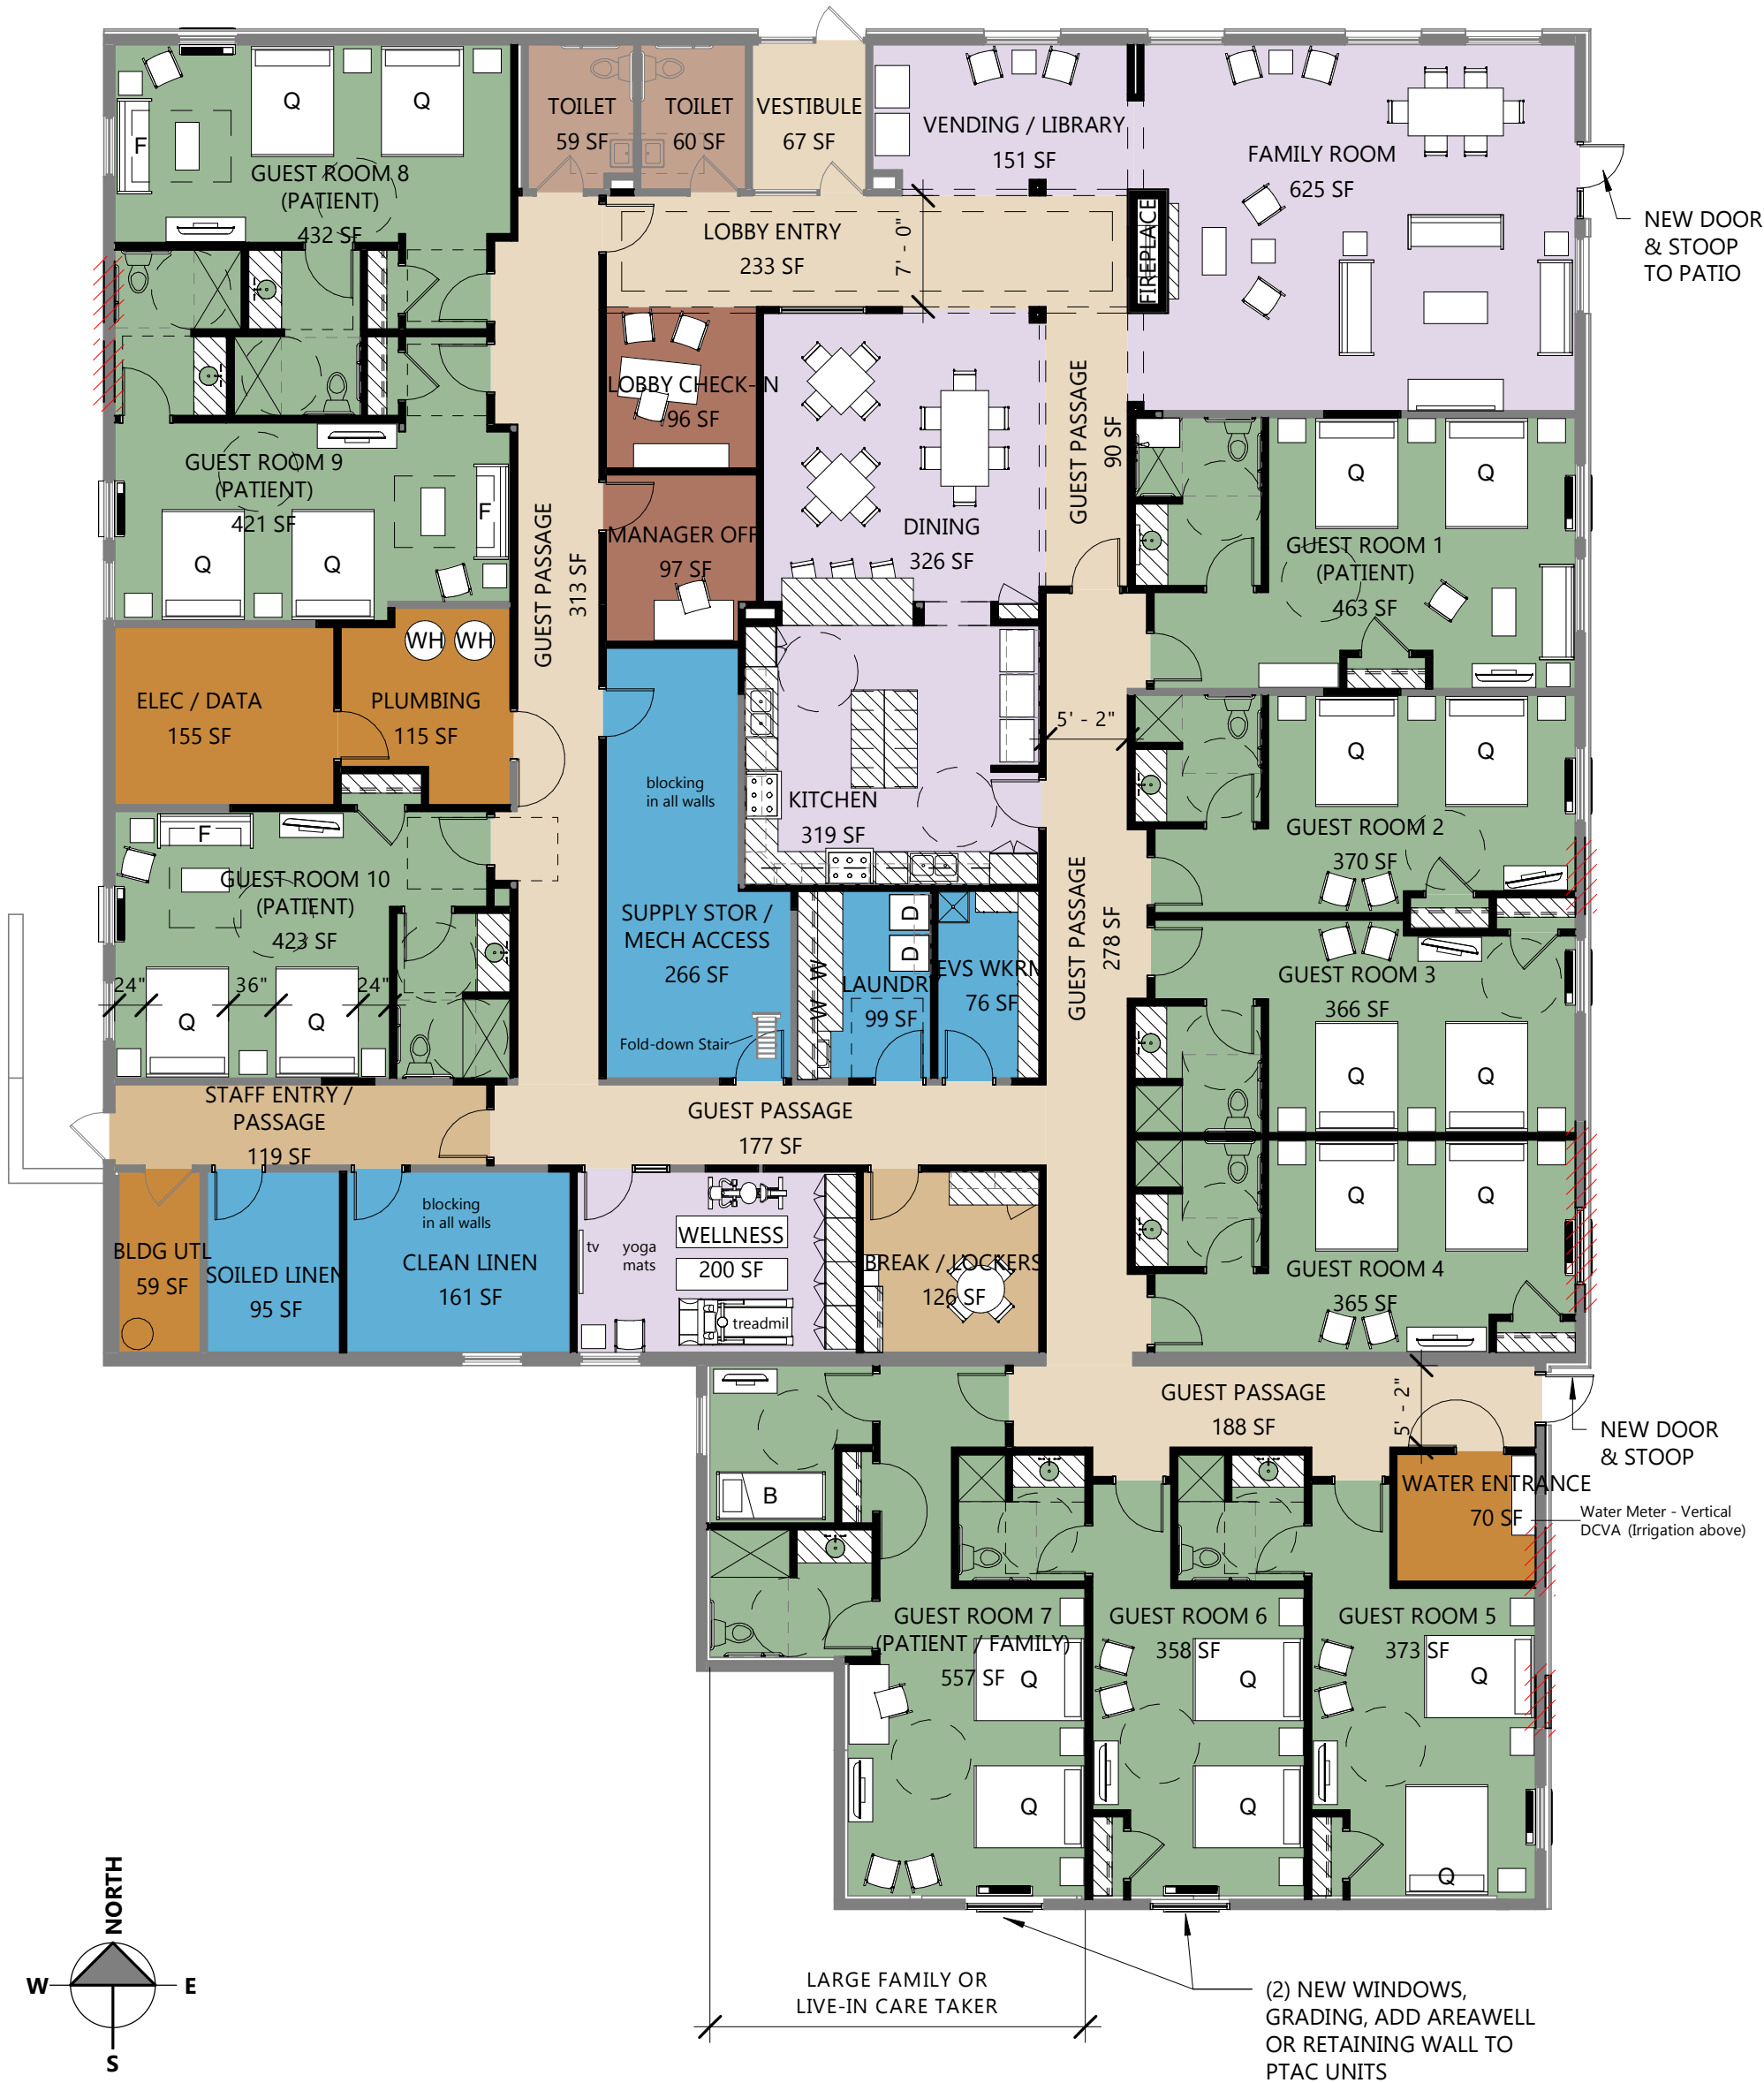 Q
Q
F
GUEST ROOM 8
(PATIENT)
432 SF
TOILET
59 SF
TOILET
60 SF
VESTIBULE
67 SF
VENDING / LIBRARY
151 SF
FAMILY ROOM
625 SF
NEW DOOR
& STOOP
TO PATIO
LOBBY ENTRY
233 SF
7' - 0"
FIREPLACE
LOBBY CHECK-IN
96 SF
GUEST PASSAGE
90 SF
GUEST ROOM 9
(PATIENT)
421 SF
F
Q
Q
GUEST PASSAGE
313 SF
MANAGER OFF
97 SF
DINING
326 SF
Q
Q
GUEST ROOM 1
(PATIENT)
463 SF
WH
WH
ELEC / DATA
155 SF
PLUMBING
115 SF
5' - 2"
Q
Q
blocking
in all walls
KITCHEN
319 SF
GUEST ROOM 2
370 SF
F
GUEST ROOM 10
(PATIENT)
423 SF
24"
36"
24"
Q
Q
SUPPLY STOR /
MECH ACCESS
266 SF
Fold-down Stair
W
W
D
D
LAUNDRY
99 SF
EVS WKRM
76 SF
GUEST PASSAGE
278 SF
GUEST ROOM 3
366 SF
Q
Q
STAFF ENTRY /
PASSAGE
119 SF
GUEST PASSAGE
177 SF
Q
Q
GUEST ROOM 4
365 SF
BLDG UTL
59 SF
SOILED LINEN
95 SF
blocking
in all walls
CLEAN LINEN
161 SF
tv
yoga
mats
WELLNESS
200 SF
treadmil
BREAK / LOCKERS
126 SF
GUEST PASSAGE
188 SF
5' - 2"
NEW DOOR
& STOOP
B
WATER ENTRANCE
70 SF
Water Meter - Vertical
DCVA (Irrigation above)
GUEST ROOM 7
(PATIENT / FAMILY)
557 SF
Q
Q
GUEST ROOM 6
358 SF
Q
Q
GUEST ROOM 5
373 SF
Q
Q
NORTH
W
E
S
LARGE FAMILY OR
LIVE-IN CARE TAKER
(2) NEW WINDOWS,
GRADING, ADD AREAWELL
OR RETAINING WALL TO
PTAC UNITS